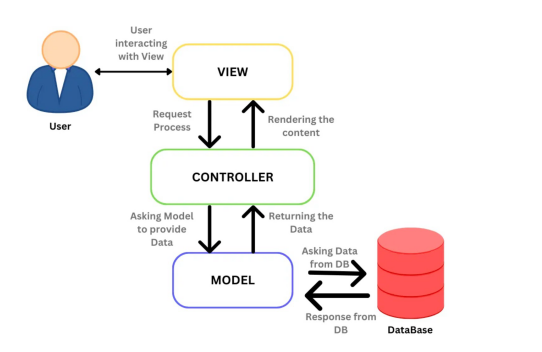 User
interacting
with View
VIEW
User
Request
Process
Rendering the
content
CONTROLLER
Asking Model
to provide
Data
Returning the
Data
MODEL
Asking Data
from DB
Response from
DB
DataBase